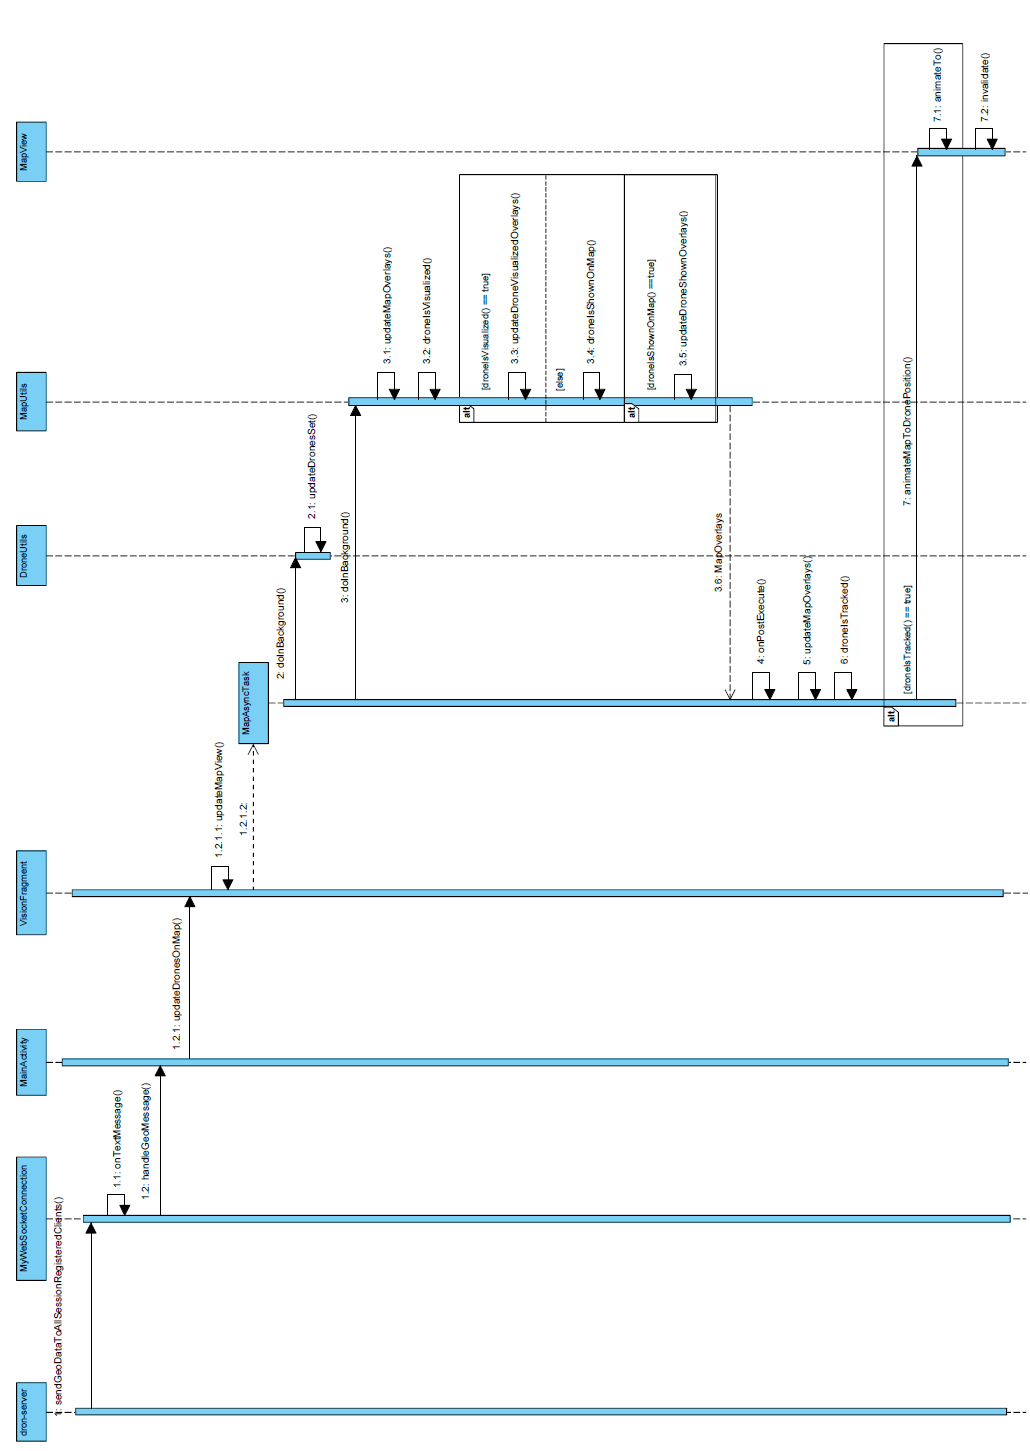 dron-server
MyWebSocketConnection
MainActivity
VisionFragment
MapAsyncTask
DroneUtils
MapUtils
MapView
1: sendGeoDataToAllSessionRegisteredClients()
1.1: onTextMessage()
1.2: handleGeoMessage()
1.2.1: updateDronesOnMap()
1.2.1.1: updateMapView()
1.2.1.2:
2: doInBackground()
2.1: updateDronesSet()
3: doInBackground()
3.1: updateMapOverlays()
3.2: droneIsVisualized()
alt
[droneIsVisualized() == true]
3.3: updateDroneVisualizedOverlays()
[else]
3.4: droneIsShownOnMap()
alt
[droneIsShownOnMap() ==true]
3.5: updateDroneShownOverlays()
3.6: MapOverlays
4: onPostExecute()
5: updateMapOverlays()
6: droneIsTracked()
alt
[droneIsTracked() == true]
7: animateMapToDronePosition()
7.1: animateTo()
7.2: invalidate()